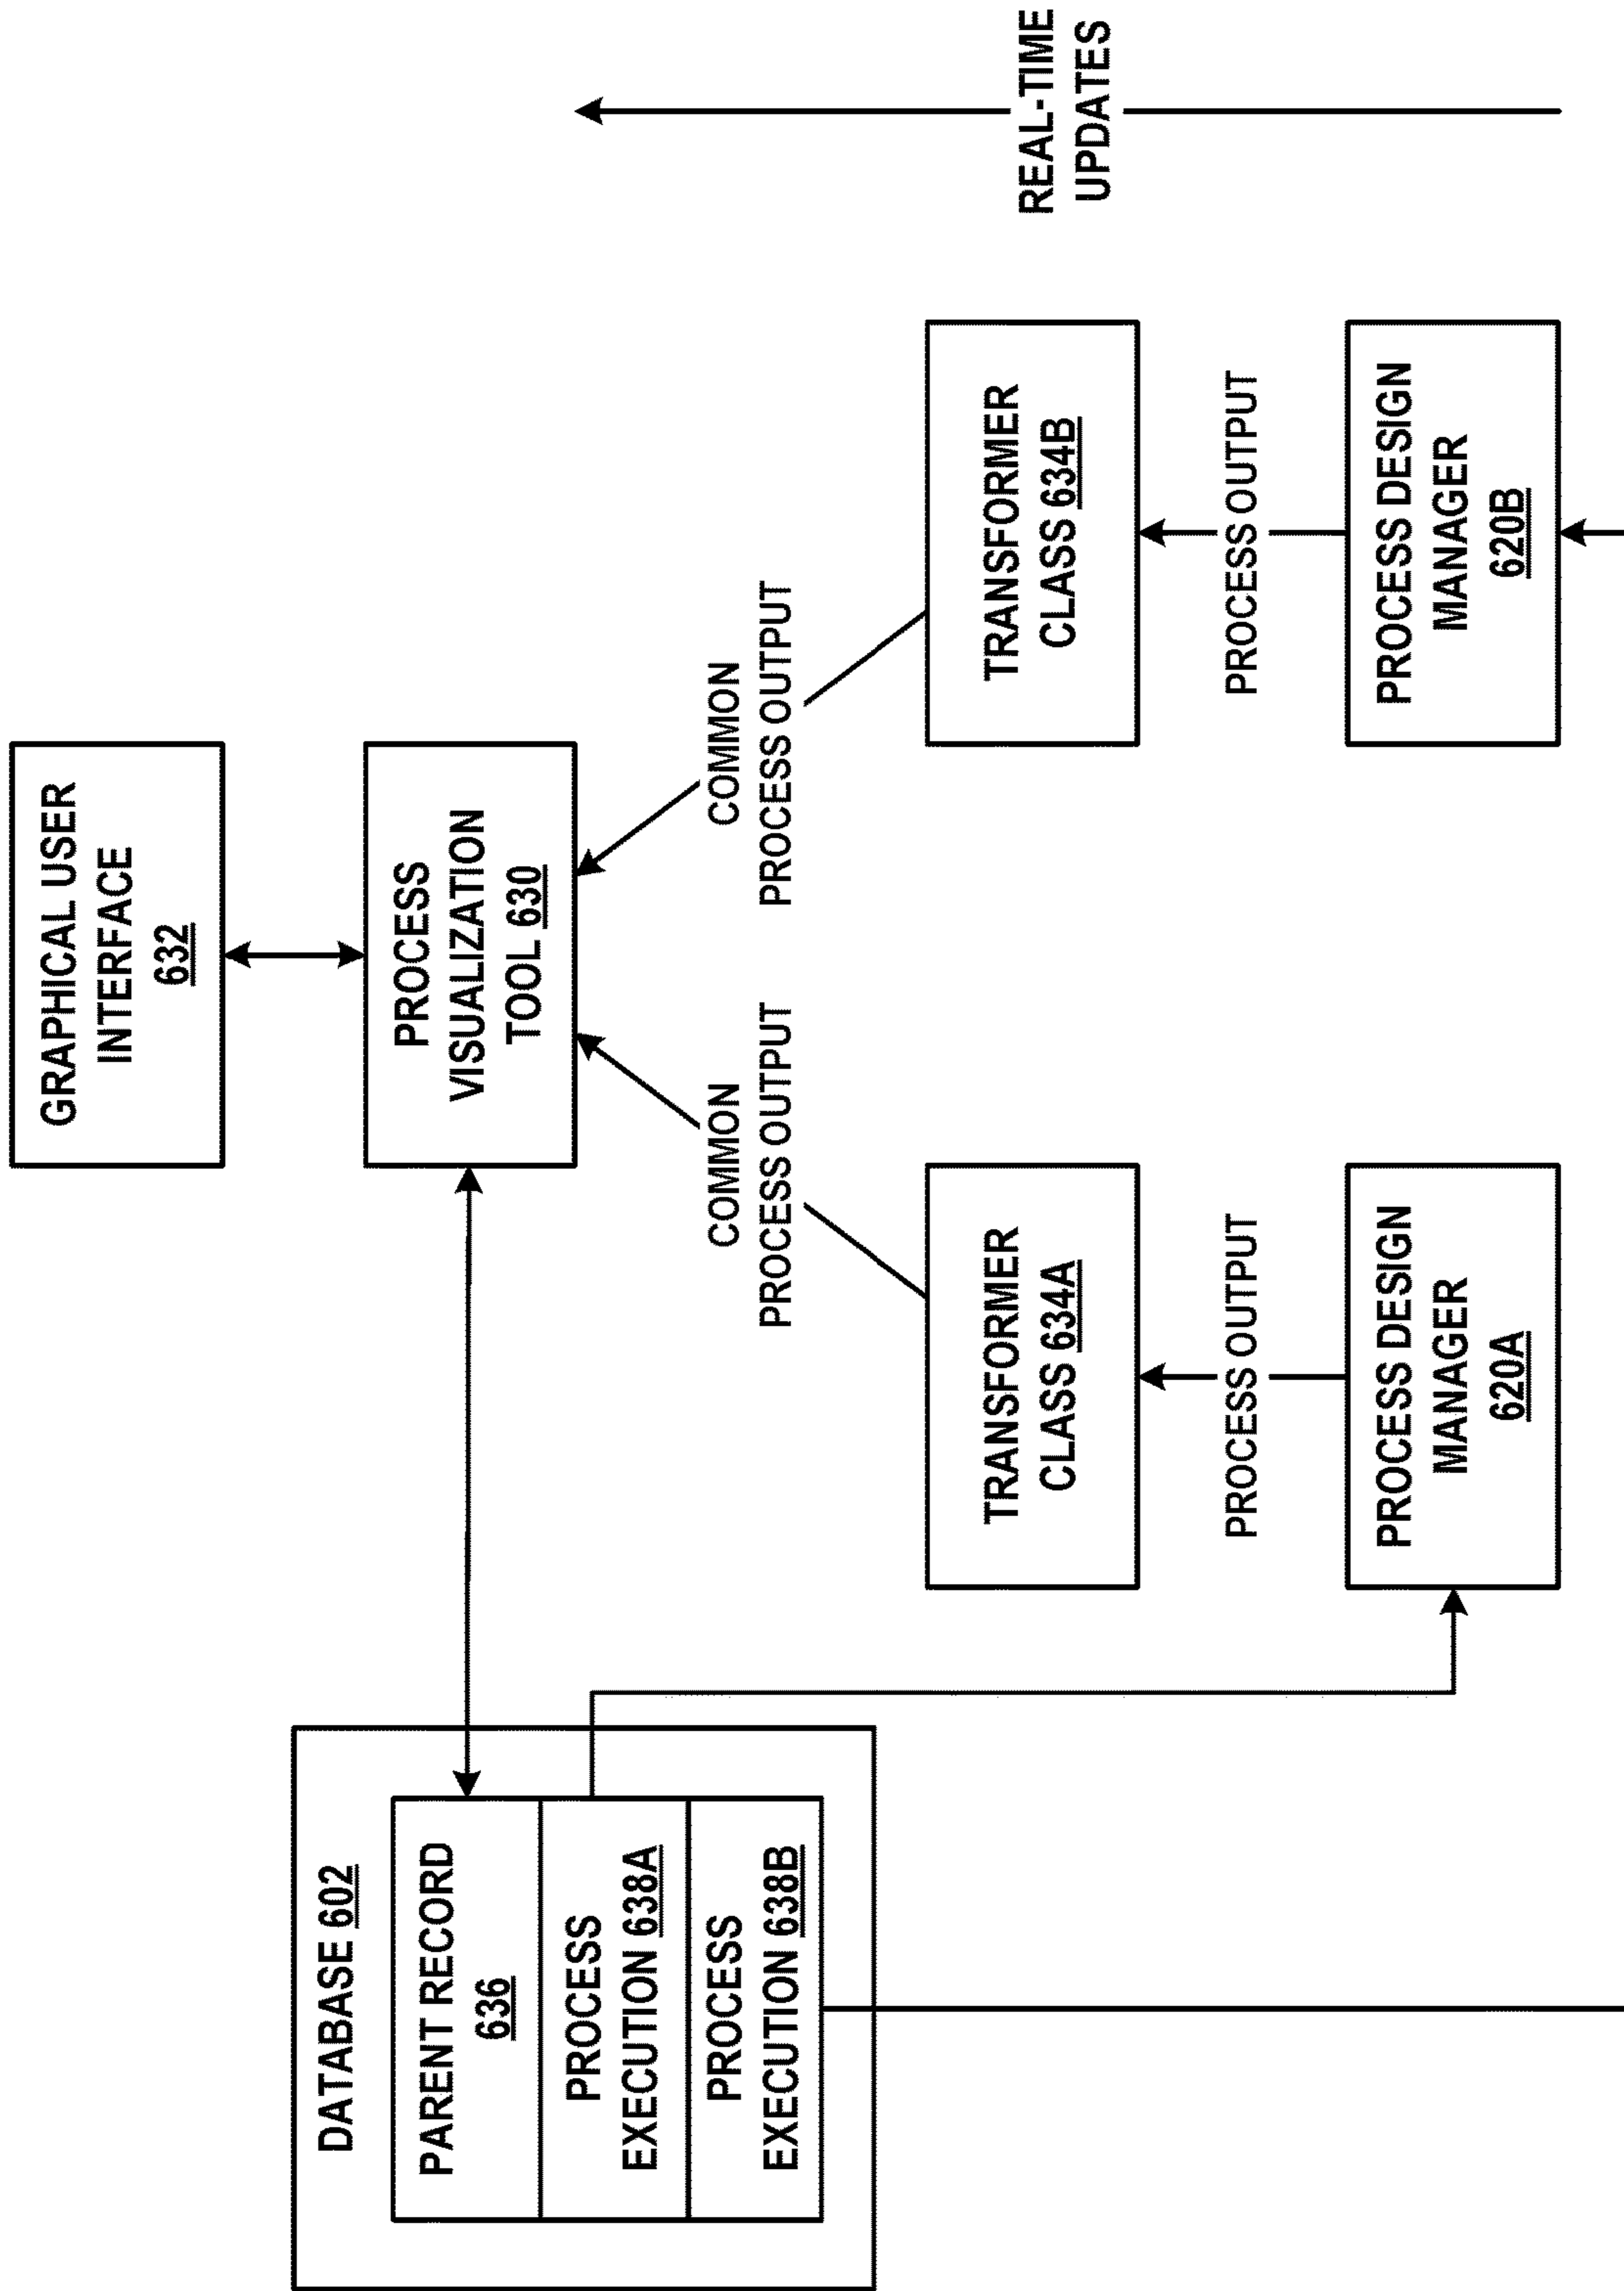 GRAPHICAL USER
INTERFACE
632
DATABASE 602
PARENT RECORD
636
PROCESS
EXECUTION 638A
PROCESS
EXECUTION 638B
PROCESS
VISUALIZATION
TOOL 630
COMMON
PROCESS OUTPUT
COMMON
PROCESS OUTPUT
TRANSFORMER
CLASS 634A
TRANSFORMER
CLASS 634B
PROCESS OUTPUT
PROCESS OUTPUT
PROCESS DESIGN
MANAGER
620A
PROCESS DESIGN
MANAGER
620B
REAL-TIME
UPDATES